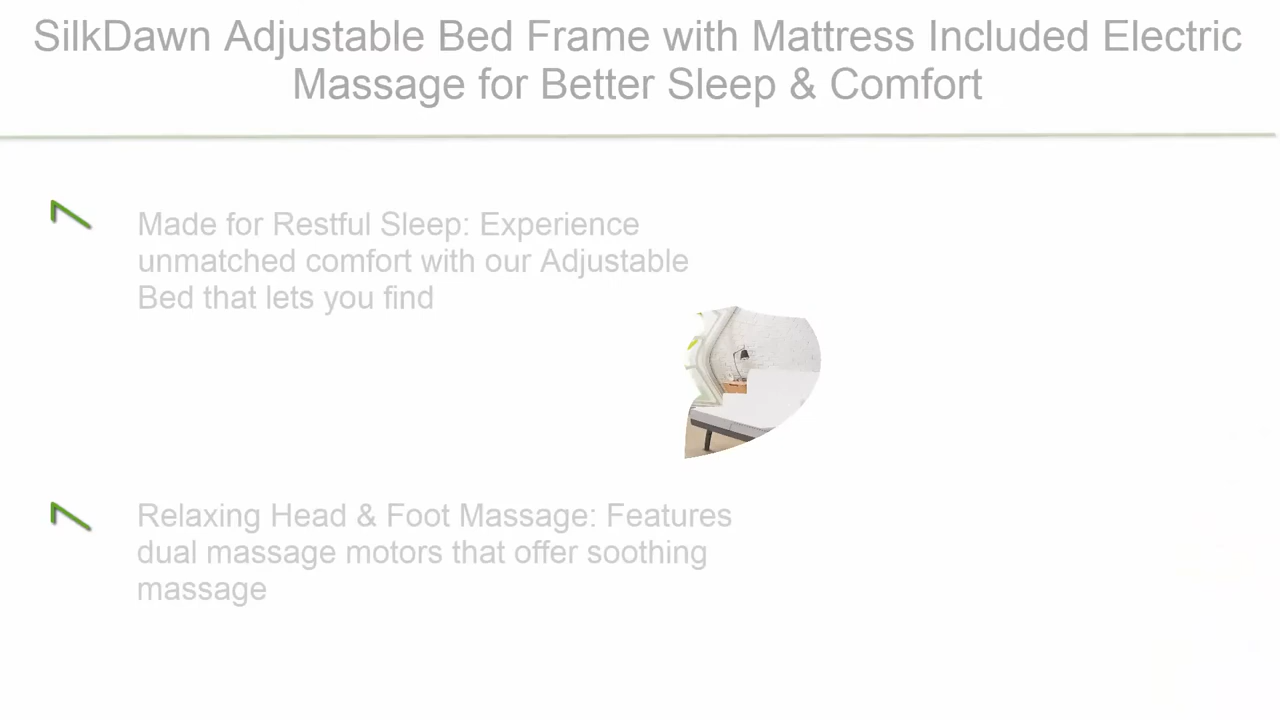 SilkDawn Adjustable Bed Frame with Mattress Included Electric
Massage for Better Sleep & Comfort
Made for Restful Sleep: Experience
unmatched comfort with our Adjustable
Bed that lets you find
Relaxing Head & Foot Massage: Features
dual massage motors that offer soothing
massage